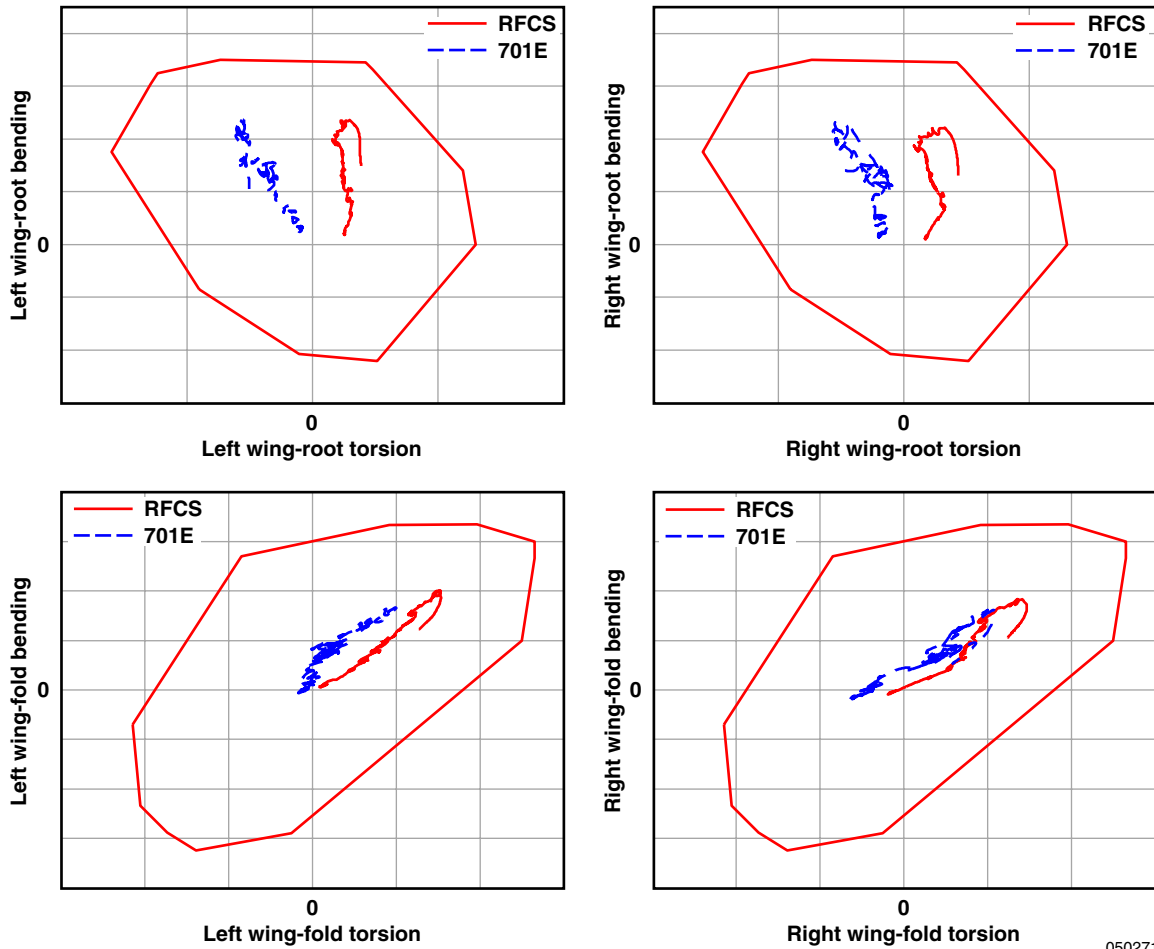 RFCS
701E
Left wing-root bending
0
0
Left wing-root torsion
RFCS
701E
Right wing-root bending
0
0
Right wing-root torsion
RFCS
701E
Left wing-fold bending
0
0
Left wing-fold torsion
RFCS
701E
Right wing-fold bending
0
0
Right wing-fold torsion
050271